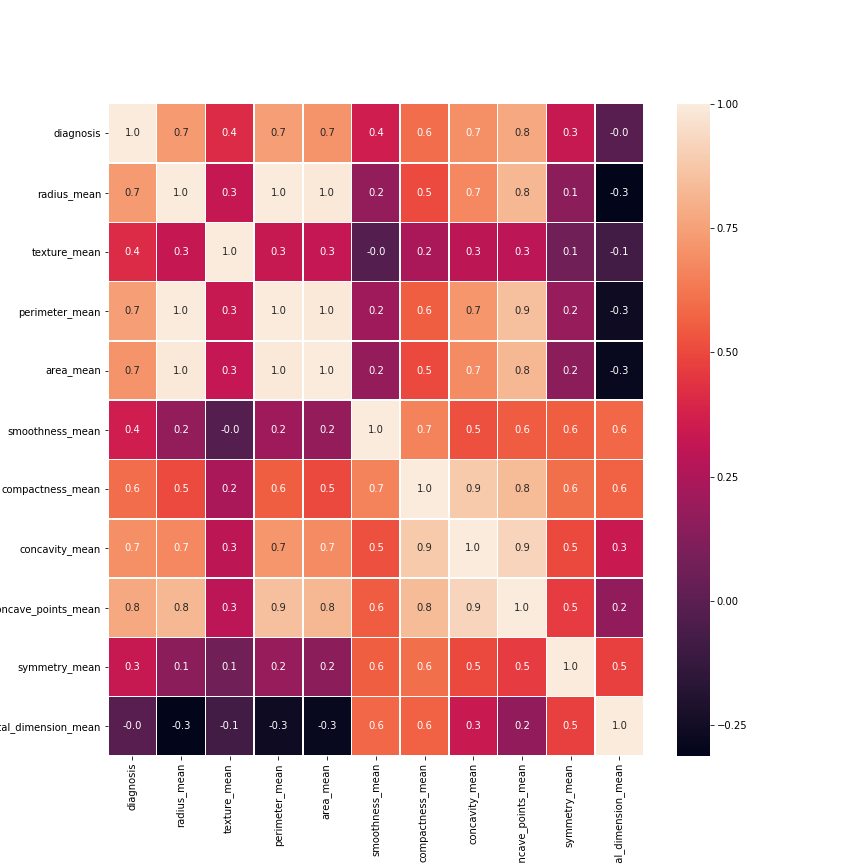 diagnosis 1.0 0.7 0.4 0.7 0.7 0.4 0.6 0.7 0.8 0.3 -0.0
radius_mean 0.7 1.0 0.3 1.0 1.0 0.2 0.5 0.7 0.8 0.1 -0.3
texture_mean 0.4 0.3 1.0 0.3 0.3 -0.0 0.2 0.3 0.3 0.1 -0.1
perimeter_mean 0.7 1.0 0.3 1.0 1.0 0.2 0.6 0.7 0.9 0.2 -0.3
area_mean 0.7 1.0 0.3 1.0 1.0 0.2 0.5 0.7 0.8 0.2 -0.3
smoothness_mean 0.4 0.2 -0.0 0.2 0.2 1.0 0.7 0.5 0.6 0.6 0.6
compactness_mean 0.6 0.5 0.2 0.6 0.5 0.7 1.0 0.9 0.8 0.6 0.6
concavity_mean 0.7 0.7 0.3 0.7 0.7 0.5 0.9 1.0 0.9 0.5 0.3
ncave_points_mean 0.8 0.8 0.3 0.9 0.8 0.6 0.8 0.9 1.0 0.5 0.2
symmetry_mean 0.3 0.1 0.1 0.2 0.2 0.6 0.6 0.5 0.5 1.0 0.5
tal_dimension_mean -0.0 -0.3 -0.1 -0.3 -0.3 0.6 0.6 0.3 0.2 0.5 1.0
diagnosis
radius_mean
texture_mean
perimeter_mean
area_mean
smoothness_mean
compactness_mean
concavity_mean
ncave_points_mean
symmetry_mean
al_dimension_mean
1.00
0.75
0.50
0.25
0.00
−0.25